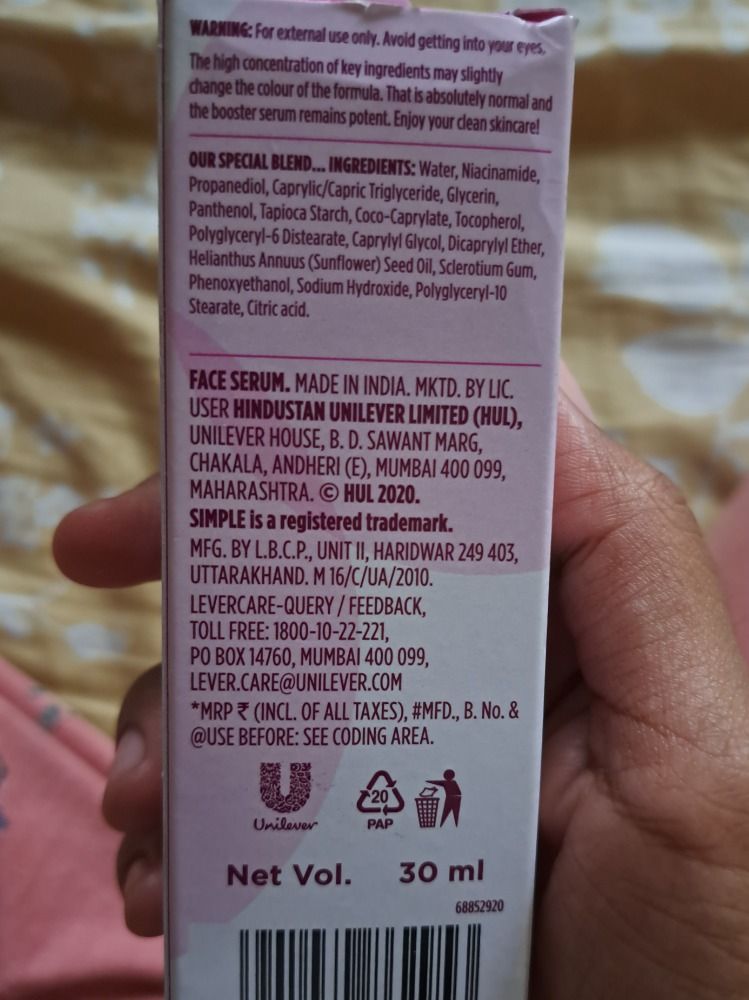 WARNING: For external use only. Avoid getting into your eyes.
The high concentration of key ingredients may slightly
change the colour of the formula. That is absolutely normal and
the booster serum remains potent. Enjoy your clean skincare!
OUR SPECIAL BLEND... INGREDIENTS: Water, Niacinamide,
Propanediol, Caprylic/Capric Triglyceride, Glycerin,
Panthenol, Tapioca Starch, Coco-Caprylate, Tocopherol,
Polyglyceryl-6 Distearate, Caprylyl Glycol, Dicaprylyl Ether,
Helianthus Annuus (Sunflower) Seed Oil, Sclerotium Gum,
Phenoxyethanol, Sodium Hydroxide, Polyglyceryl-10
Stearate, Citric acid.
FACE SERUM. MADE IN INDIA. MKTD. BY LIC.
USER HINDUSTAN UNILEVER LIMITED (HUL),
UNILEVER HOUSE, B. D. SAWANT MARG,
CHAKALA, ANDHERI (E), MUMBAI 400 099,
MAHARASHTRA. © HUL 2020.
SIMPLE is a registered trademark.
MFG. BY L.B.C.P., UNIT II, HARIDWAR 249 403,
UTTARAKHAND. M 16/C/UA/2010.
LEVERCARE-QUERY / FEEDBACK,
TOLL FREE: 1800-10-22-221,
PO BOX 14760, MUMBAI 400 099,
LEVER.CARE@UNILEVER.COM
*MRP ₹ (INCL. OF ALL TAXES), #MFD., B. No. &
@USE BEFORE: SEE CODING AREA.
Unilever
20
PAP
Net Vol. 30 ml
68852920